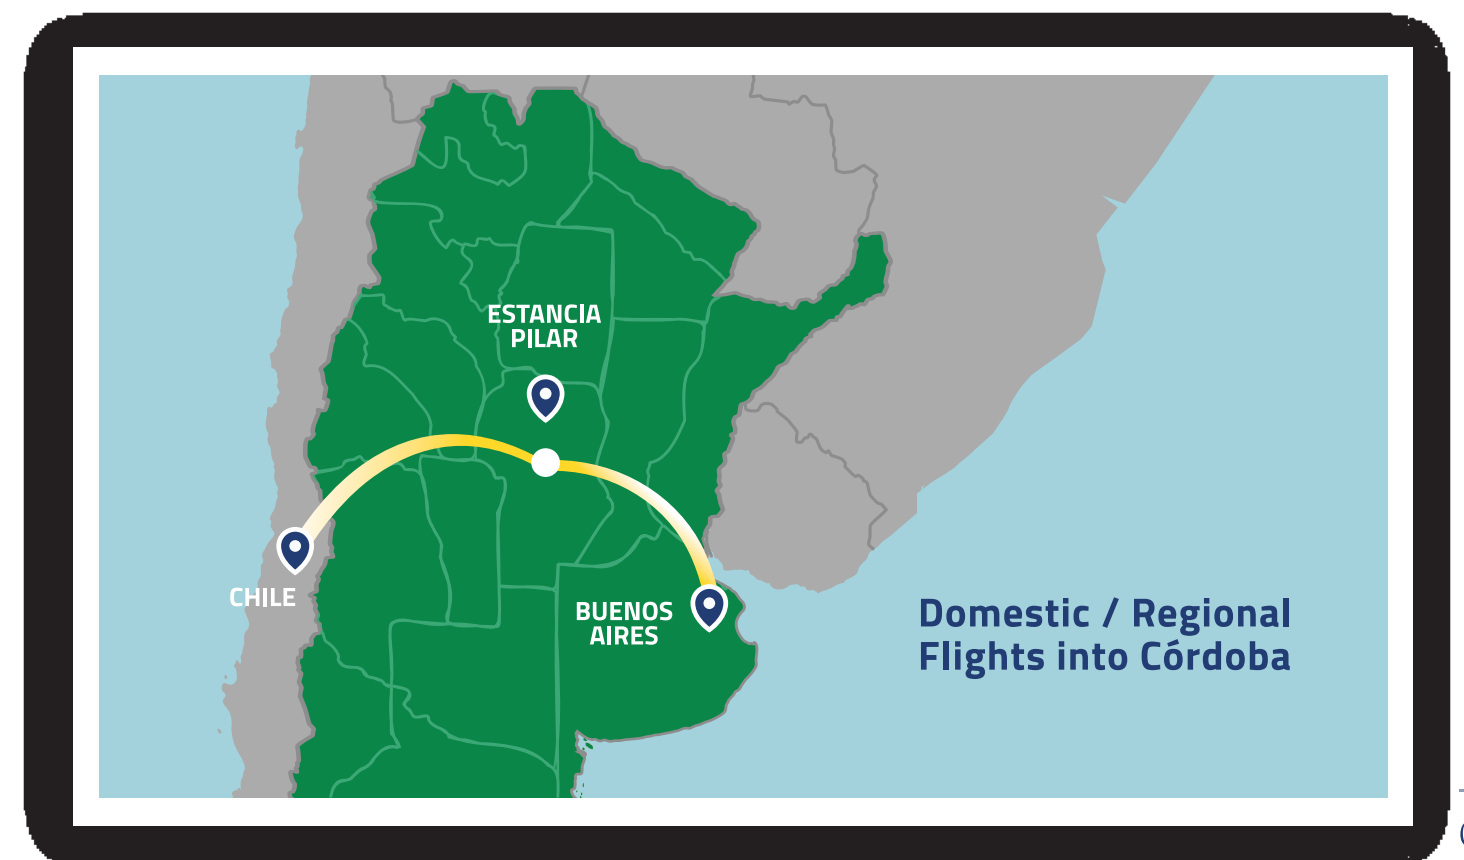 ESTANCIA
PILAR
CHILE
BUENOS
AIRES
Domestic / Regional
Flights into Córdoba